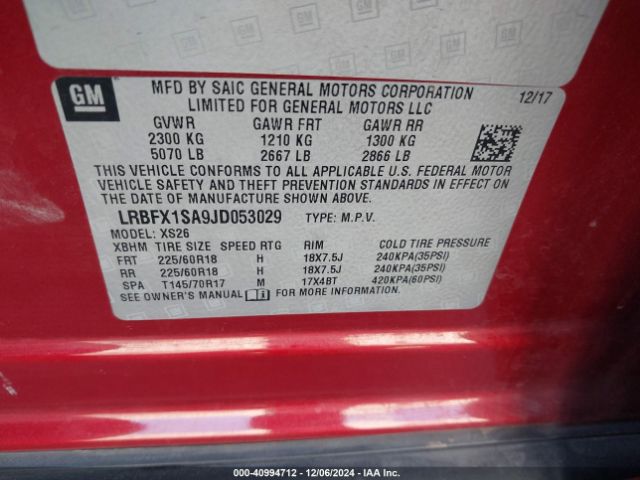 GM
GM
GM
GM
GM
MFD BY SAIC GENERAL MOTORS CORPORATION
LIMITED FOR GENERAL MOTORS LLC
12/17
GVWR GAWR FRT GAWR RR
2300 KG 1210 KG 1300 KG
5070 LB 2667 LB 2866 LB
THIS VEHICLE CONFORMS TO ALL APPLICABLE U.S. FEDERAL MOTOR
VEHICLE SAFETY AND THEFT PREVENTION STANDARDS IN EFFECT ON
THE DATE OF MANUFACTURE SHOWN ABOVE.
LRBFX1SA9JD053029 TYPE: M.P.V.
MODEL: XS26
XBHM TIRE SIZE SPEED RTG RIM COLD TIRE PRESSURE
FRT 225/60R18 H 18X7.5J 240KPA(35PSI)
RR 225/60R18 H 18X7.5J 240KPA(35PSI)
SPA T145/70R17 M 17X4BT 420KPA(60PSI)
SEE OWNER'S MANUAL FOR MORE INFORMATION.
000-40994712 - 12/06/2024 - IAA Inc.